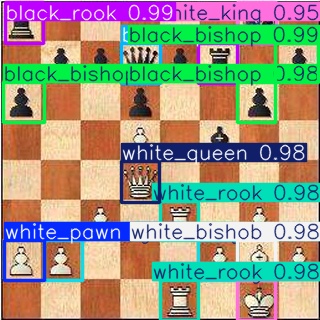 black_rook 0.99 hite_king 0.95
black_bishop 0.99
black_bisho black_bishop 0.98
white_queen 0.98
white_rook 0.98
white_pawn white_bishob 0.98
white_rook 0.98